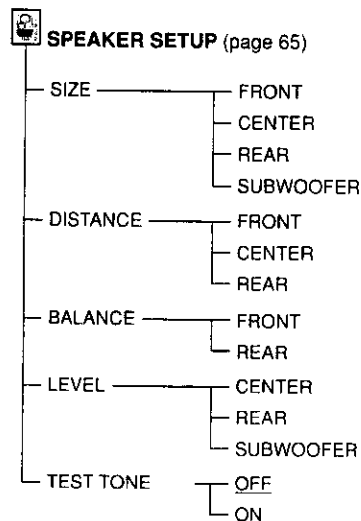 SPEAKER SETUP (page 65)
SIZE FRONT
CENTER
REAR
SUBWOOFER
DISTANCE FRONT
CENTER
REAR
BALANCE FRONT
REAR
LEVEL CENTER
REAR
SUBWOOFER
TEST TONE OFF
ON